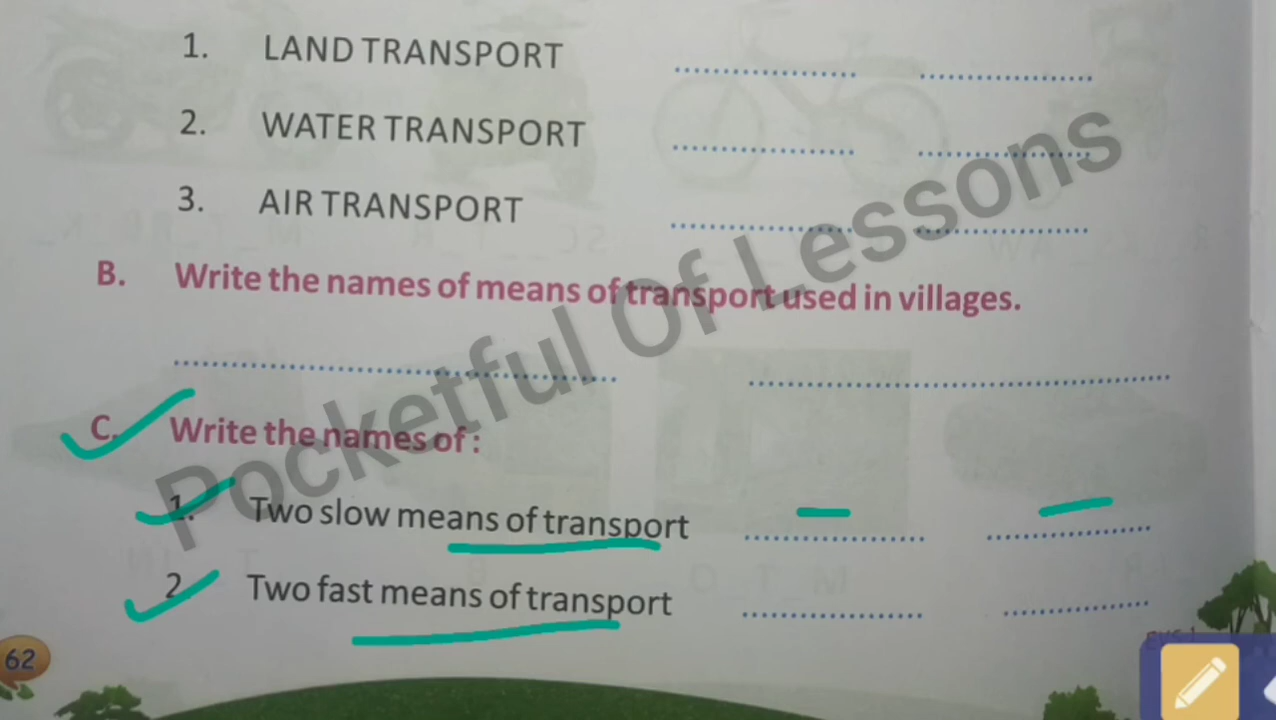 1. LAND TRANSPORT .................. ..................
2. WATER TRANSPORT .................. ..................
3. AIR TRANSPORT .................. ..................
B. Write the names of means of transport used in villages.
.................. ..................
C. Write the names of :
1. Two slow means of transport .................. ..................
2. Two fast means of transport .................. ..................
62
Pocketful Of Lessons